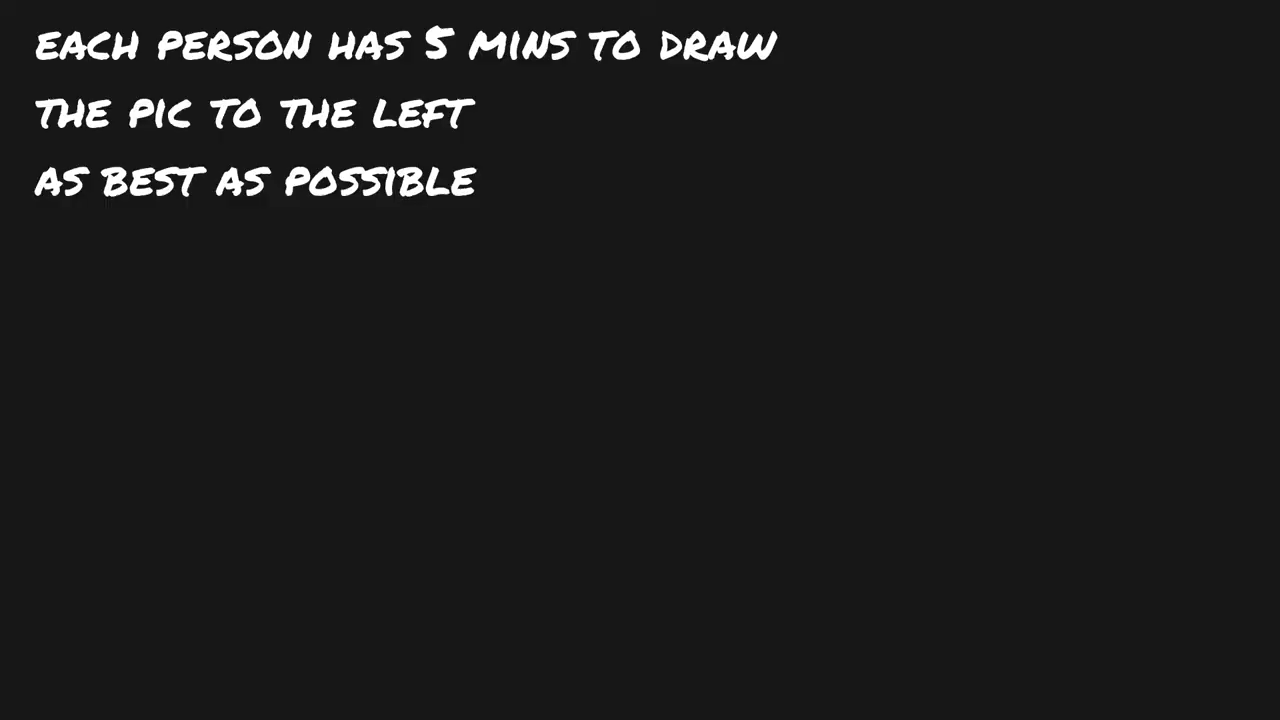 EACH PERSON HAS 5 MINS TO DRAW
THE PIC TO THE LEFT
AS BEST AS POSSIBLE